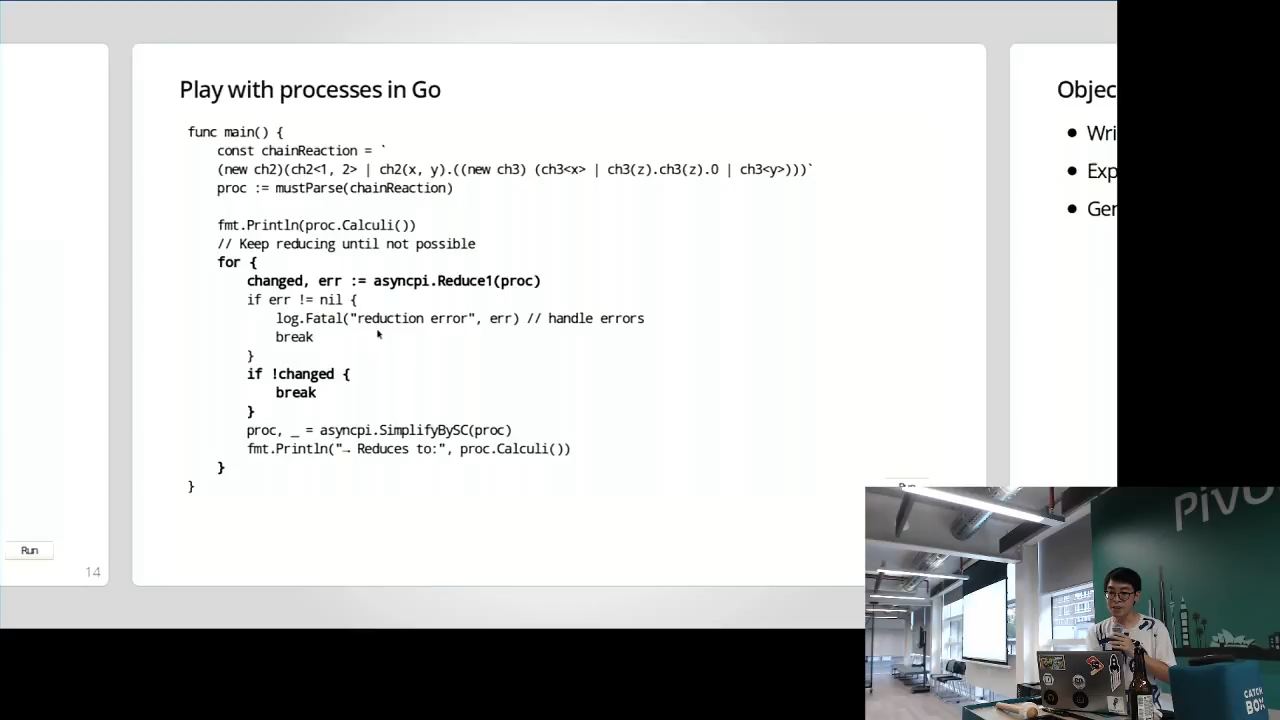 Play with processes in Go
func main() {
    const chainReaction = `
    (new ch2)(ch2<1, 2> | ch2(x, y).((new ch3) (ch3<x> | ch3(z).ch3(z).0 | ch3<y>)))`
    proc := mustParse(chainReaction)

    fmt.Println(proc.Calculi())
    // Keep reducing until not possible
    for {
        changed, err := asyncpi.Reduce1(proc)
        if err != nil {
            log.Fatal("reduction error", err) // handle errors
            break
        }
        if !changed {
            break
        }
        proc, _ = asyncpi.SimplifyBySC(proc)
        fmt.Println("→ Reduces to:", proc.Calculi())
    }
}
Run
14
Objec
● Wri
● Exp
● Ger
CATCH
BOX